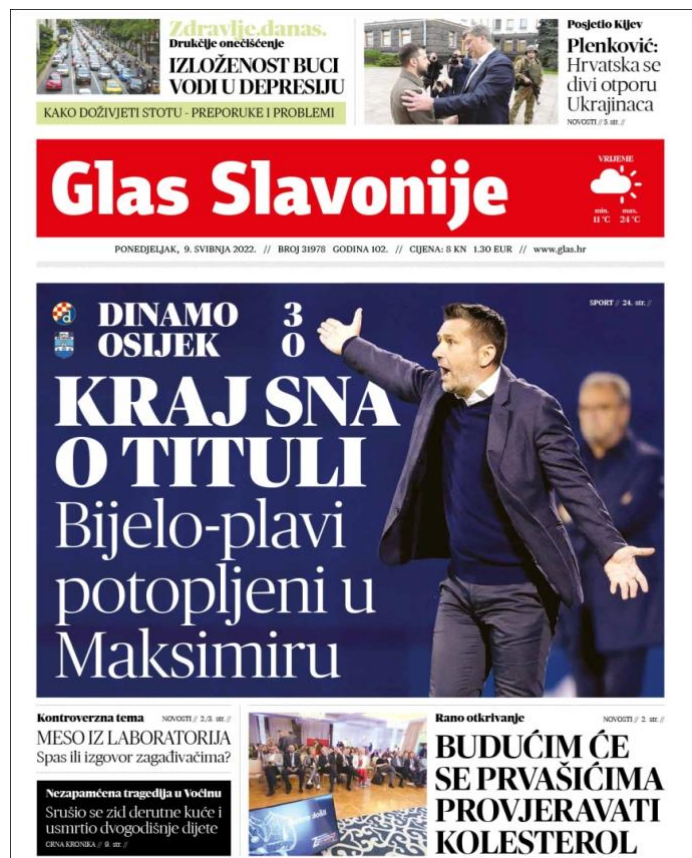 Zdravlje.danas.
Drukčije onečišćenje
IZLOŽENOST BUCI
VODI U DEPRESIJU
KAKO DOŽIVJETI STOTU - PREPORUKE I PROBLEMI
Posjetio Kijev
Plenković:
Hrvatska se
divi otporu
Ukrajinaca
NOVOSTI // 5. str. //
Glas Slavonije
VRIJEME
min. max.
11 °C 24 °C
PONEDJELJAK, 9. SVIBNJA 2022. // BROJ 31978 GODINA 102. // CIJENA: 8 KN 1.30 EUR // www.glas.hr
SPORT // 24. str. //
DINAMO 3
OSIJEK 0
KRAJ SNA
O TITULI
Bijelo-plavi
potopljeni u
Maksimiru
Kontroverzna tema NOVOSTI // 2./3. str. //
MESO IZ LABORATORIJA
Spas ili izgovor zagađivačima?
Nezapamćena tragedija u Voćinu
Srušio se zid derutne kuće i
usmrtio dvogodišnje dijete
CRNA KRONIKA // 9. str. //
Rano otkrivanje NOVOSTI // 2. str. //
BUDUĆIM ĆE
SE PRVAŠIĆIMA
PROVJERAVATI
KOLESTEROL